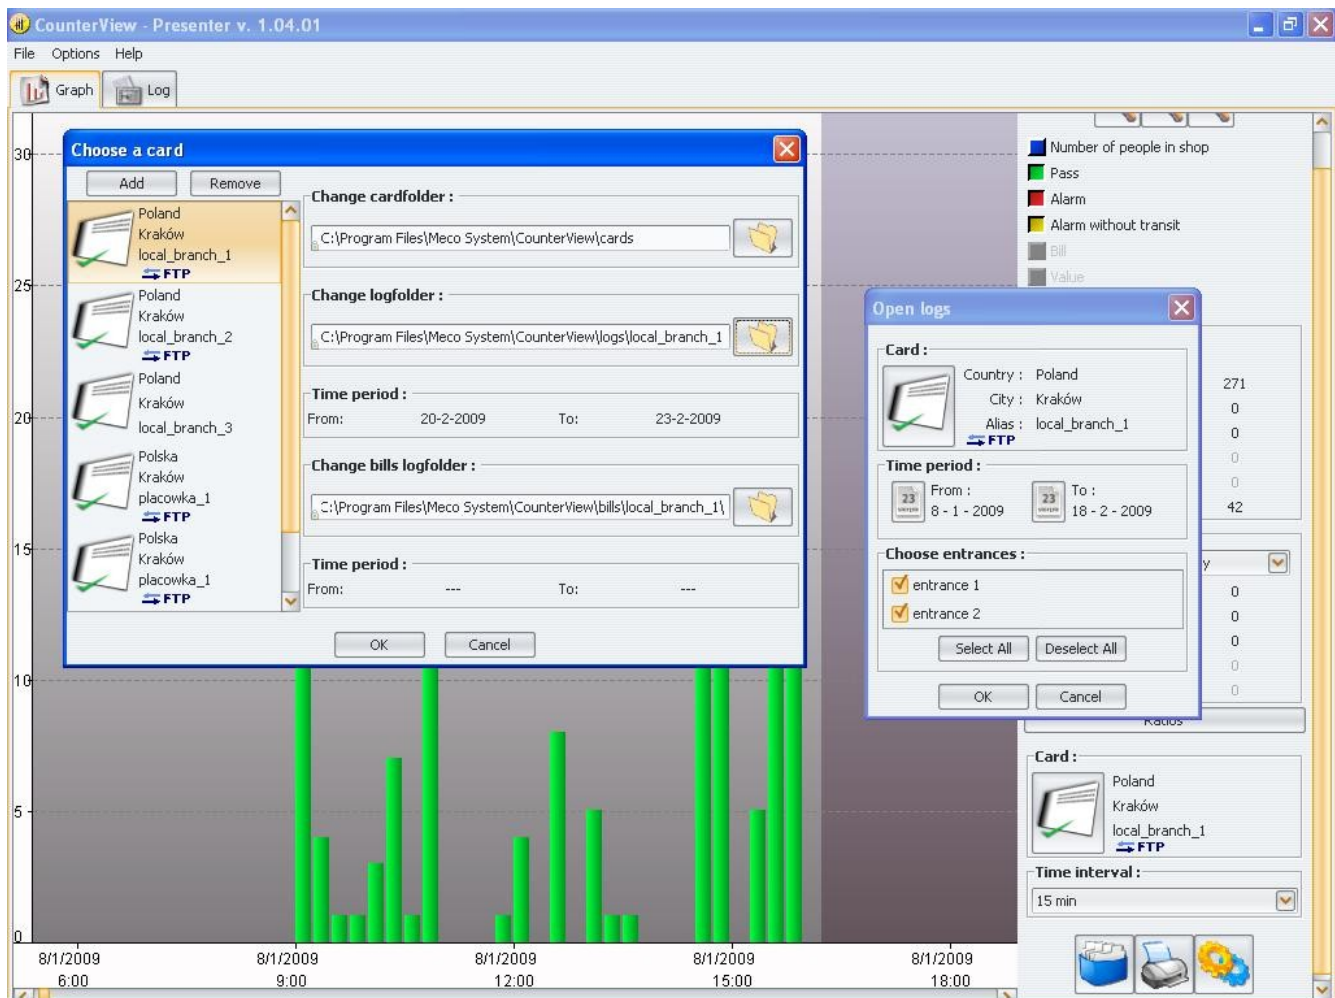 CounterView - Presenter v. 1.04.01
File Options Help
Graph Log
Choose a card
Add Remove
Poland
Kraków
local_branch_1
FTP
Poland
Kraków
local_branch_2
FTP
Poland
Kraków
local_branch_3
Polska
Kraków
placowka_1
FTP
Polska
Kraków
placowka_1
FTP
Change cardfolder :
C:\Program Files\Meco System\CounterView\cards
Change logfolder :
C:\Program Files\Meco System\CounterView\logs\local_branch_1
Time period :
From: 20-2-2009 To: 23-2-2009
Change bills logfolder :
C:\Program Files\Meco System\CounterView\bills\local_branch_1\
Time period :
From: --- To: ---
OK Cancel
Number of people in shop
Pass
Alarm
Alarm without transit
Bill
Value
Open logs
Card :
Country : Poland
City : Kraków
Alias : local_branch_1
FTP
Time period :
23 From : 8 - 1 - 2009
23 To : 18 - 2 - 2009
Choose entrances :
entrance 1
entrance 2
Select All Deselect All
OK Cancel
271
0
0
0
0
42
y
0
0
0
0
0
Ratios
Card :
Poland
Kraków
local_branch_1
FTP
Time interval :
15 min
30
25
20
15
10
5
0
8/1/2009 8/1/2009 8/1/2009 8/1/2009 8/1/2009
6:00 9:00 12:00 15:00 18:00